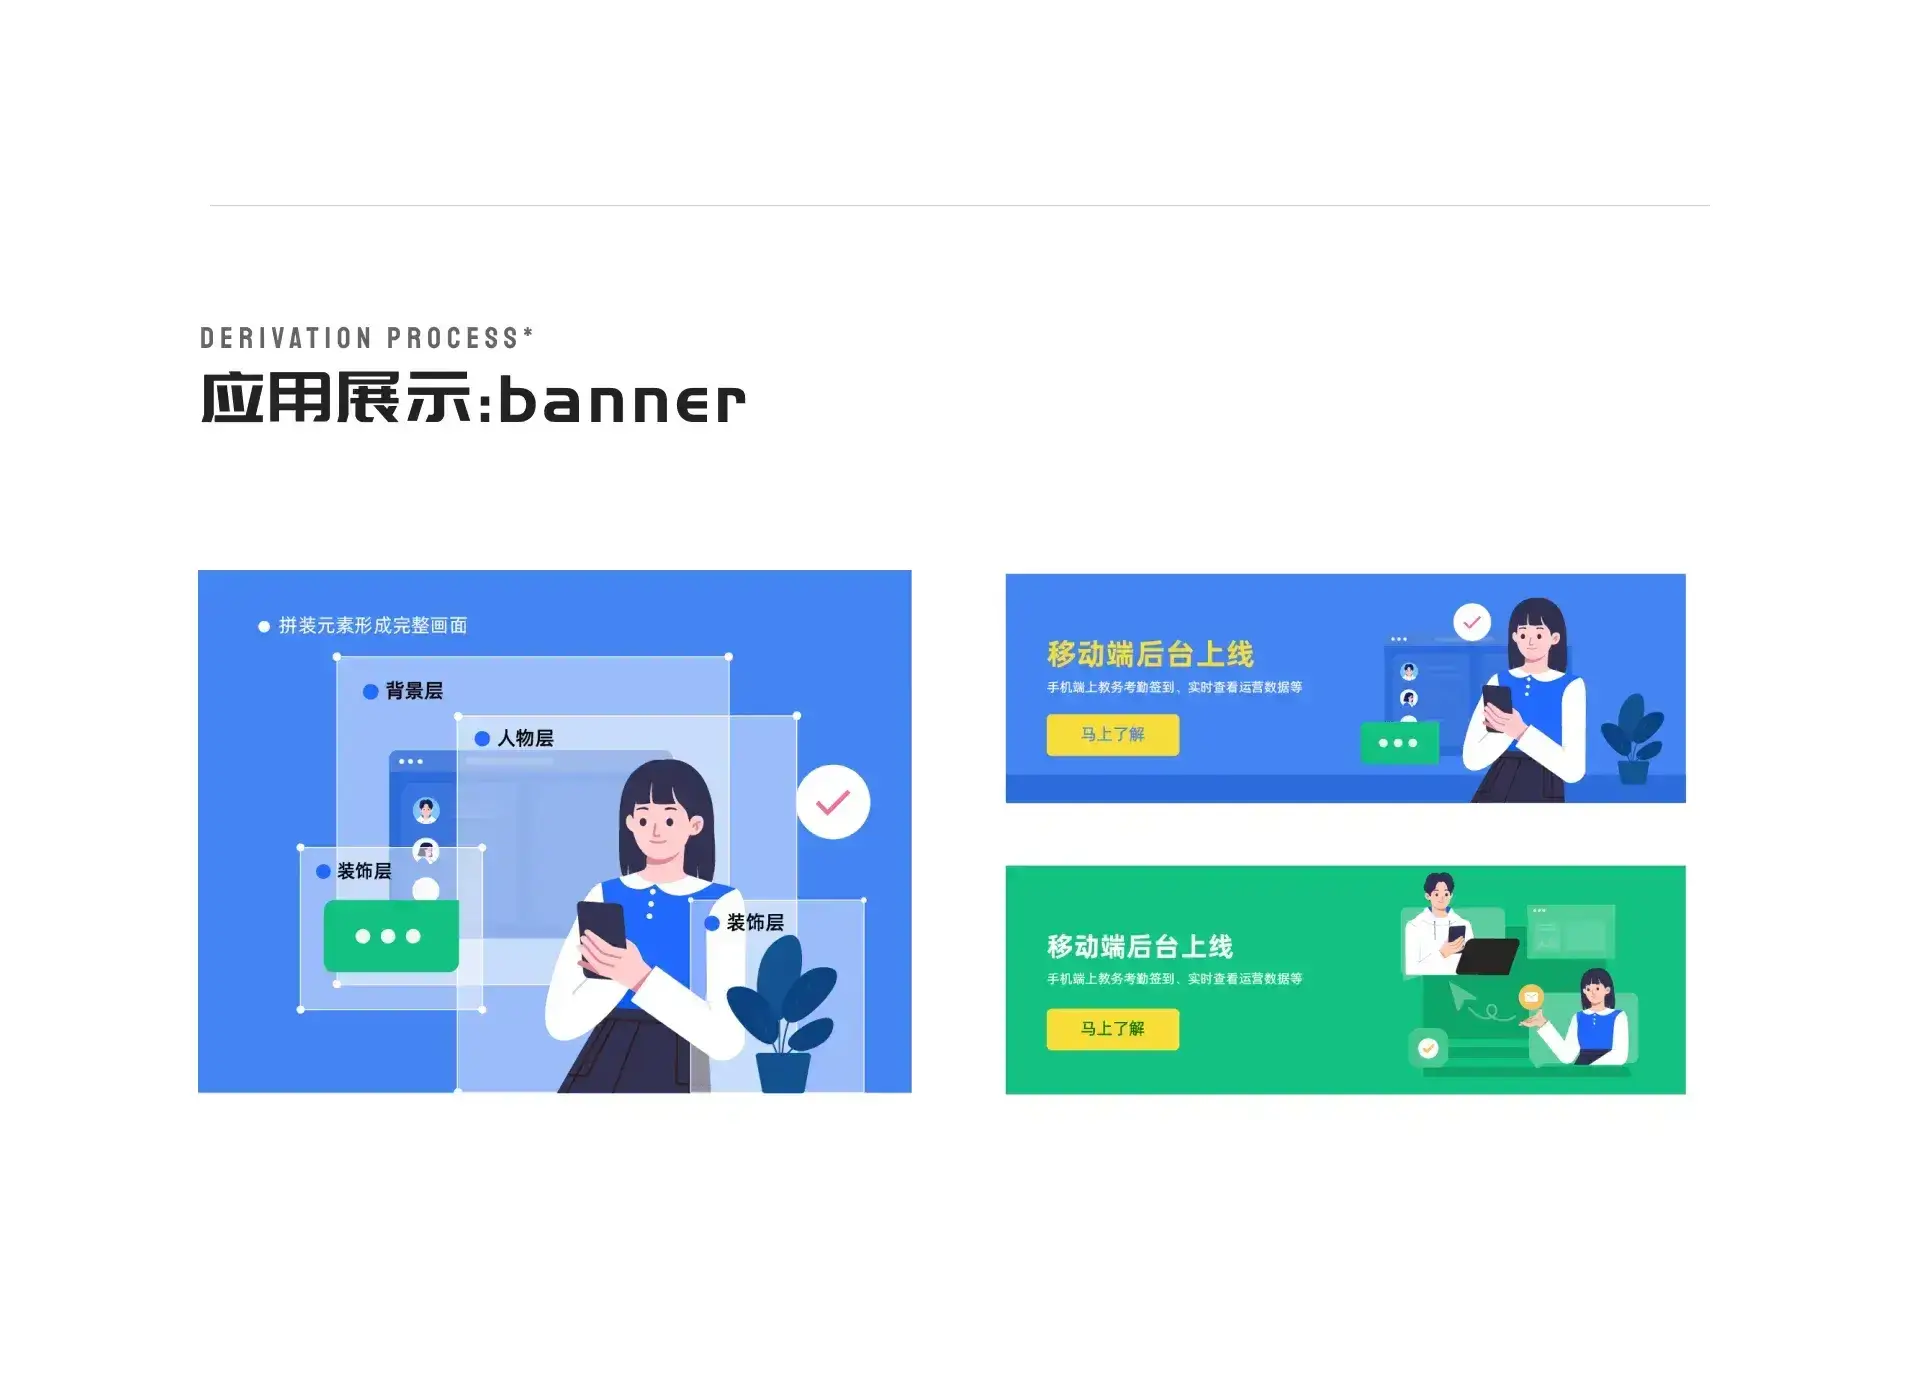 DERIVATION PROCESS*
应用展示:banner
拼装元素形成完整画面
背景层
人物层
装饰层
装饰层
移动端后台上线
手机端上教务考勤签到、实时查看运营数据等
马上了解
移动端后台上线
手机端上教务考勤签到、实时查看运营数据等
马上了解